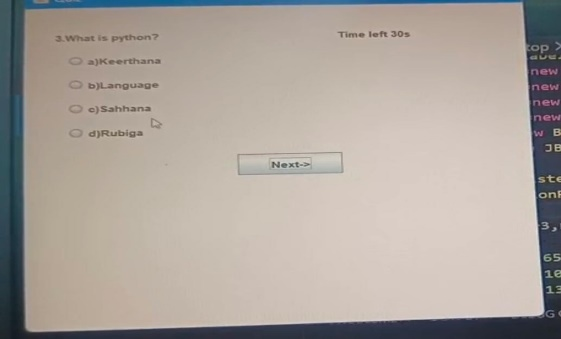 3.What is python?
Time left 30s
a)Keerthana
b)Language
c)Sahhana
d)Rubiga
Next->
top >
new
new
new
new
w B
JB
ste
3,
65
10
13